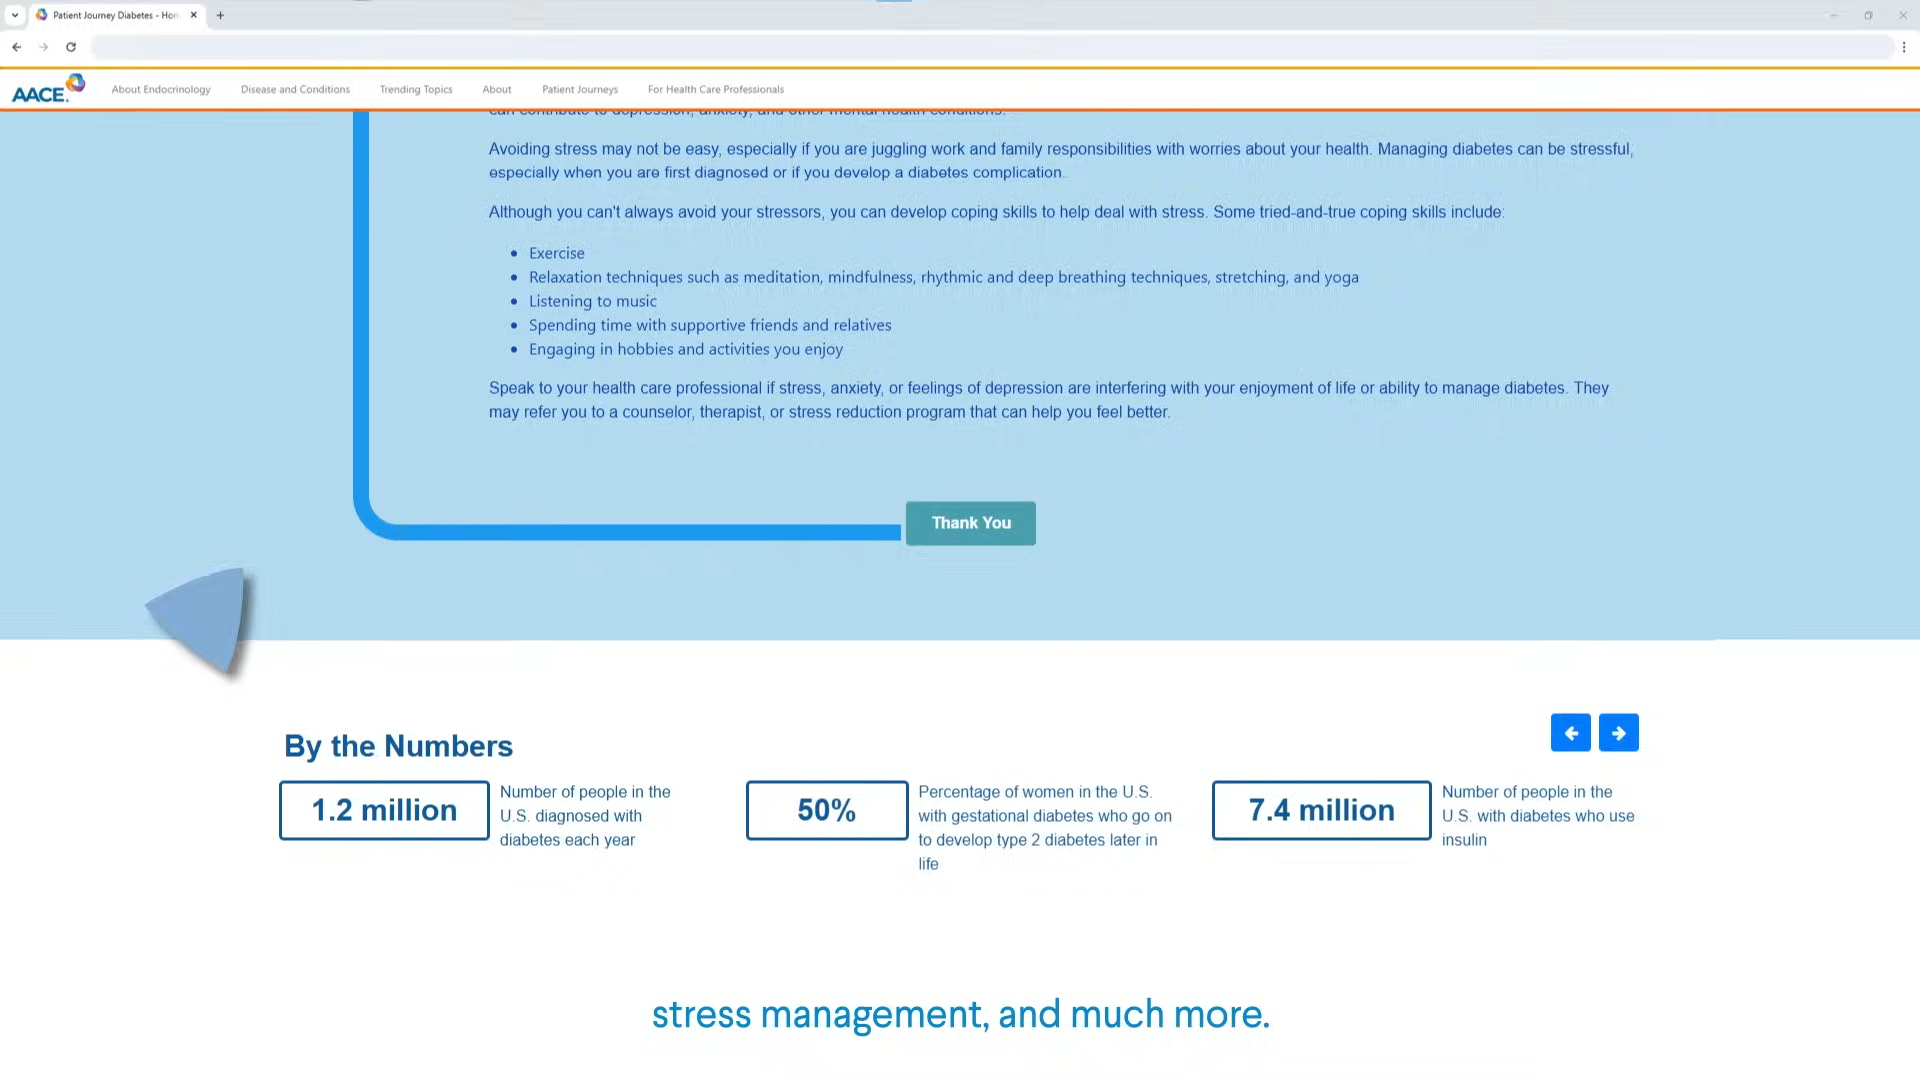 Patient Journey Diabetes - Hom
AACE.
About Endocrinology
Disease and Conditions
Trending Topics
About
Patient Journeys
For Health Care Professionals
can contribute to depression, anxiety, and other mental health conditions.
Avoiding stress may not be easy, especially if you are juggling work and family responsibilities with worries about your health. Managing diabetes can be stressful,
especially when you are first diagnosed or if you develop a diabetes complication.
Although you can't always avoid your stressors, you can develop coping skills to help deal with stress. Some tried-and-true coping skills include:
Exercise
Relaxation techniques such as meditation, mindfulness, rhythmic and deep breathing techniques, stretching, and yoga
Listening to music
Spending time with supportive friends and relatives
Engaging in hobbies and activities you enjoy
Speak to your health care professional if stress, anxiety, or feelings of depression are interfering with your enjoyment of life or ability to manage diabetes. They
may refer you to a counselor, therapist, or stress reduction program that can help you feel better.
Thank You
By the Numbers
1.2 million
Number of people in the
U.S. diagnosed with
diabetes each year
50%
Percentage of women in the U.S.
with gestational diabetes who go on
to develop type 2 diabetes later in
life
7.4 million
Number of people in the
U.S. with diabetes who use
insulin
stress management, and much more.